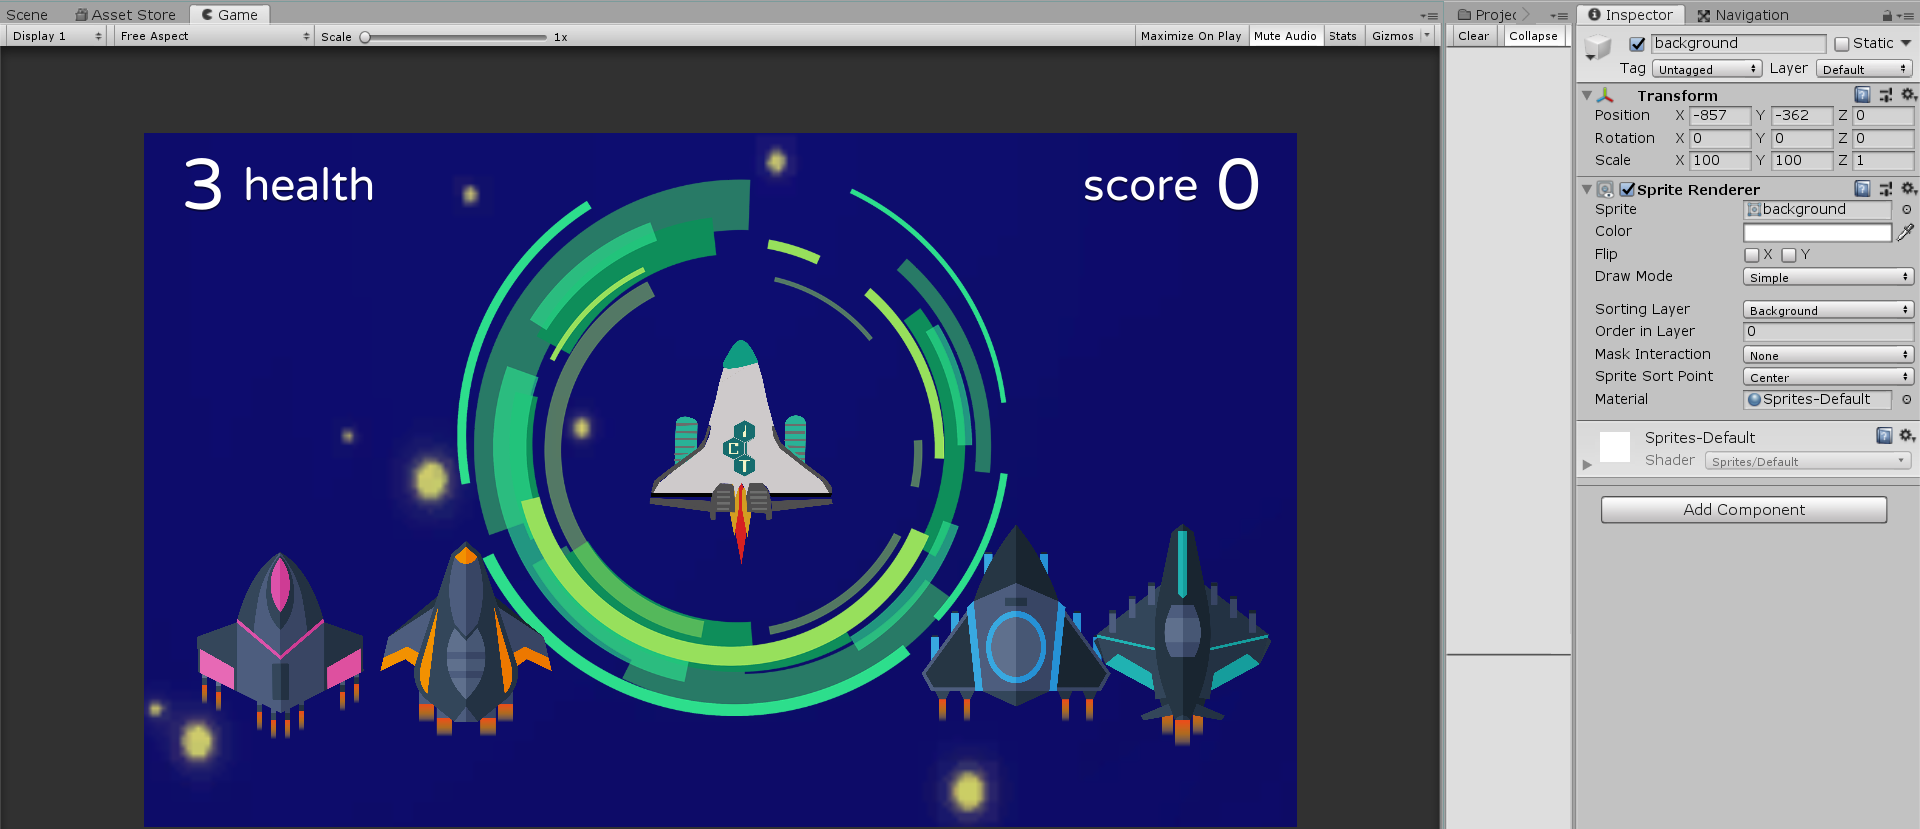 Scene
Asset Store
Game
Display 1
Free Aspect
Scale
1x
Maximize On Play
Mute Audio
Stats
Gizmos
3 health
score 0
J
C
T
Projec
Clear
Collapse
Inspector
Navigation
background
Static
Tag
Untagged
Layer
Default
Transform
Position X -857 Y -362 Z 0
Rotation X 0 Y 0 Z 0
Scale X 100 Y 100 Z 1
Sprite Renderer
Sprite background
Color
Flip X Y
Draw Mode Simple
Sorting Layer Background
Order in Layer 0
Mask Interaction None
Sprite Sort Point Center
Material Sprites-Default
Sprites-Default
Shader Sprites/Default
Add Component